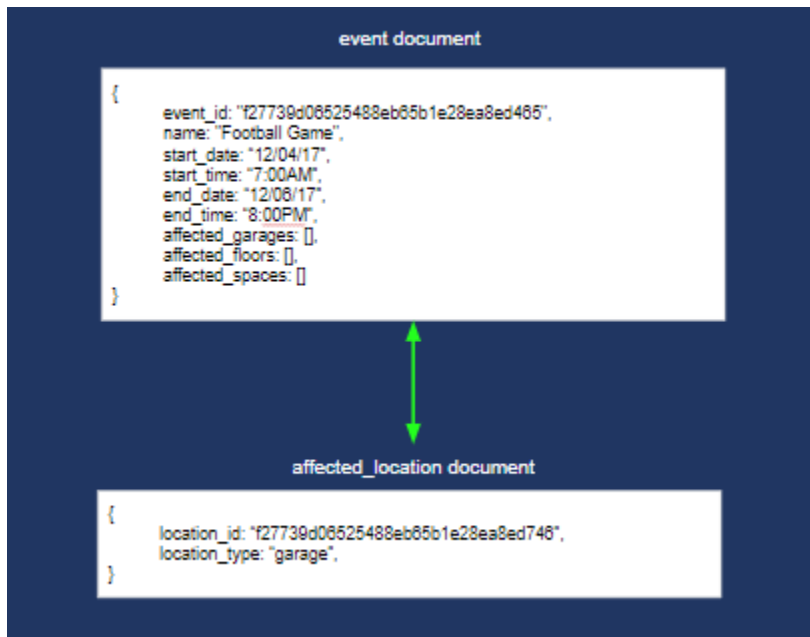 event document
{
event_id: "f27739d06525488eb65b1e28ea8ed465",
name: "Football Game",
start_date: "12/04/17",
start_time: "7:00AM",
end_date: "12/06/17",
end_time: "8:00PM",
affected_garages: [],
affected_floors: [],
affected_spaces: []
}
affected_location document
{
location_id: "f27739d06525488eb65b1e28ea8ed746",
location_type: "garage",
}